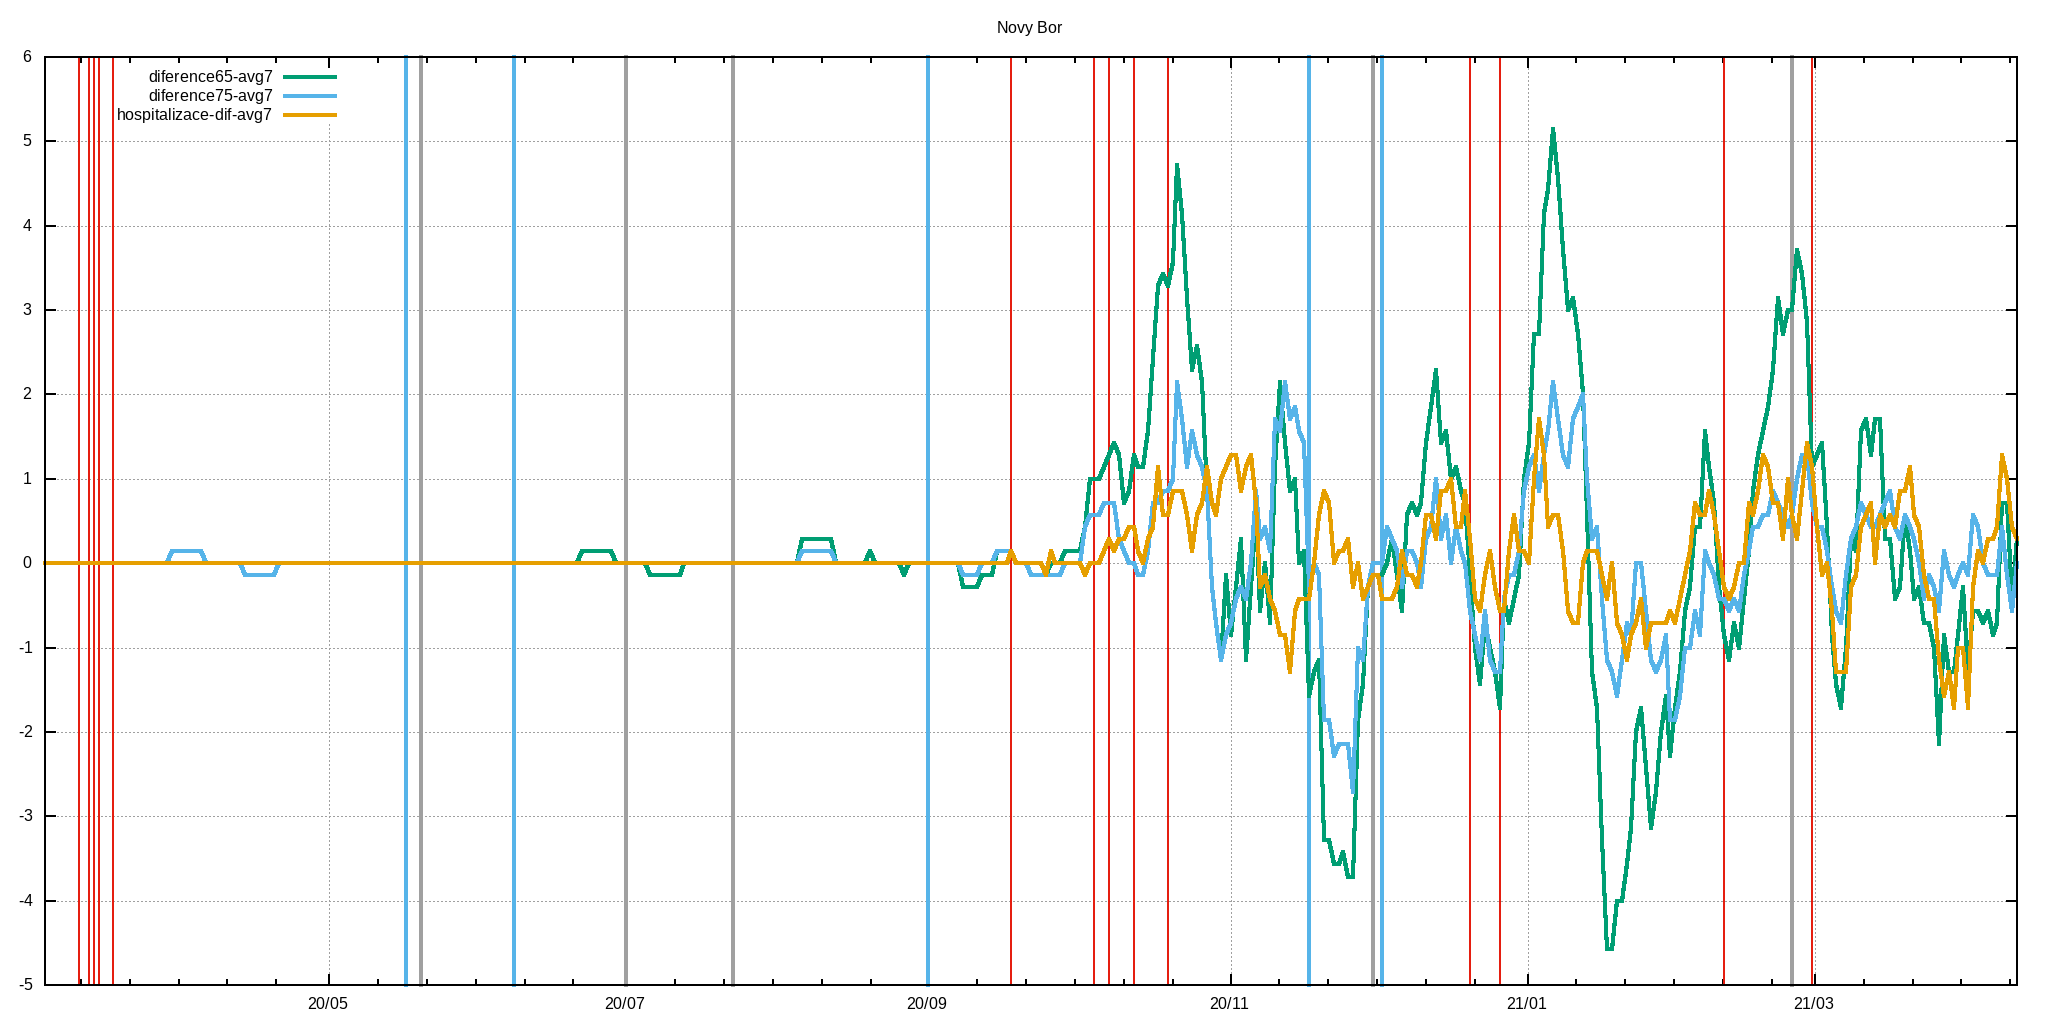 Novy Bor
diference65-avg7
diference75-avg7
hospitalizace-dif-avg7
6
5
4
3
2
1
0
-1
-2
-3
-4
-5
20/05 20/07 20/09 20/11 21/01 21/03